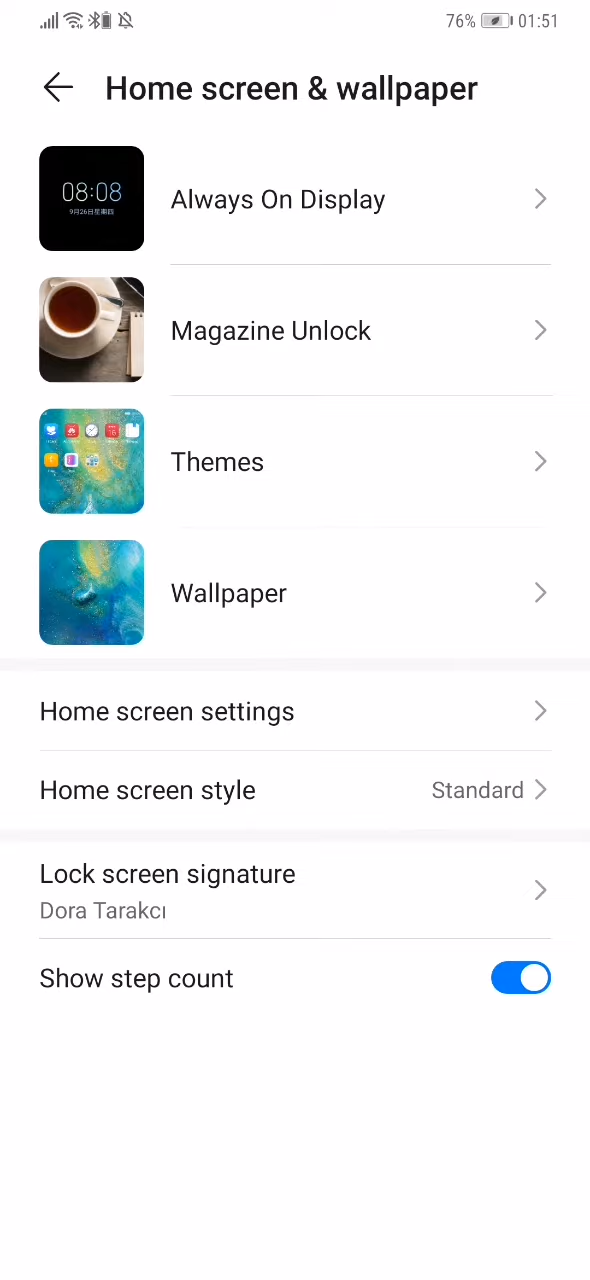 76% 01:51
Home screen & wallpaper
08:08
9月26日星期四
Always On Display
Magazine Unlock
Themes
Wallpaper
Home screen settings
Home screen style
Standard
Lock screen signature
Dora Tarakcı
Show step count